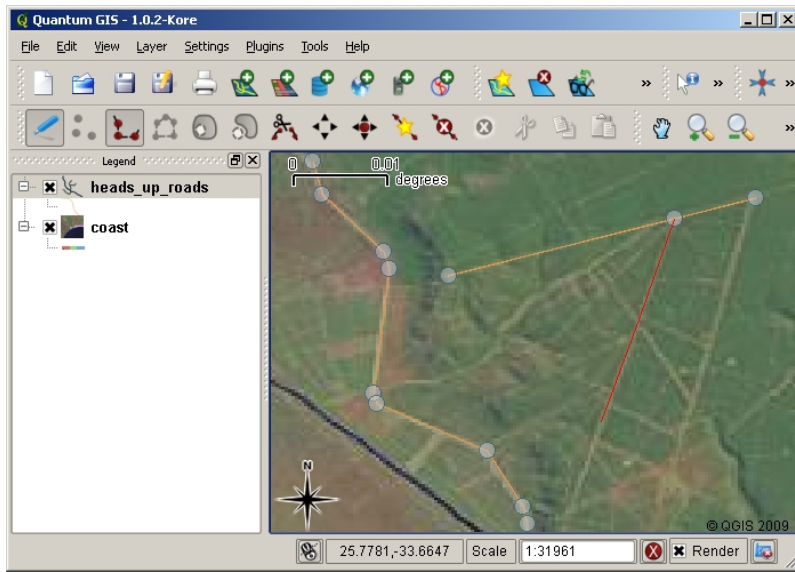 Quantum GIS - 1.0.2-Kore
File Edit View Layer Settings Plugins Tools Help
Legend
heads_up_roads
coast
0 0.01
degrees
N
© QGIS 2009
25.7781,-33.6647 Scale 1:31961 Render